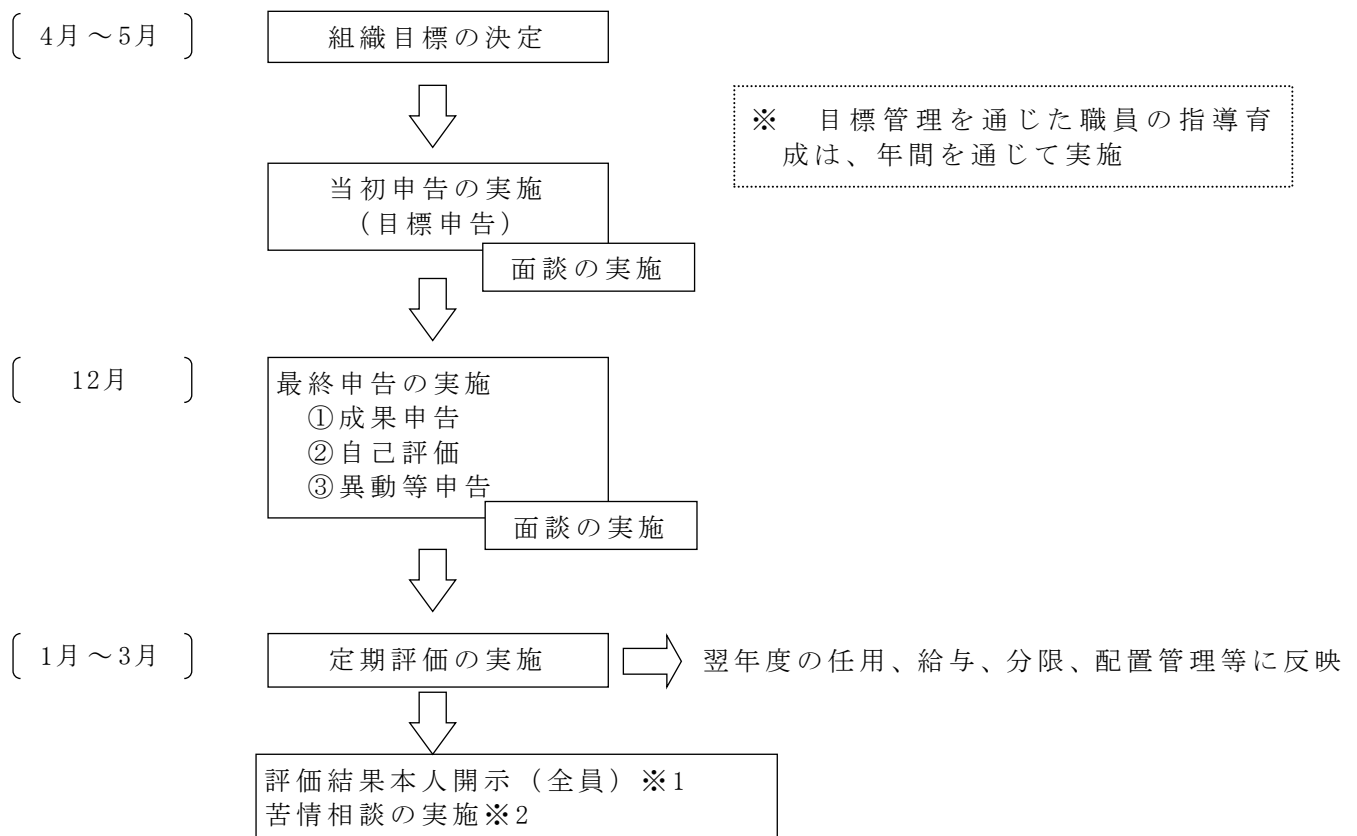 4月～5月
組織目標の決定
※　目標管理を通じた職員の指導育
成は、年間を通じて実施
当初申告の実施
（目標申告）
面談の実施
12月
最終申告の実施
①成果申告
②自己評価
③異動等申告
面談の実施
1月～3月
定期評価の実施
翌年度の任用、給与、分限、配置管理等に反映
評価結果本人開示（全員）※1
苦情相談の実施※2